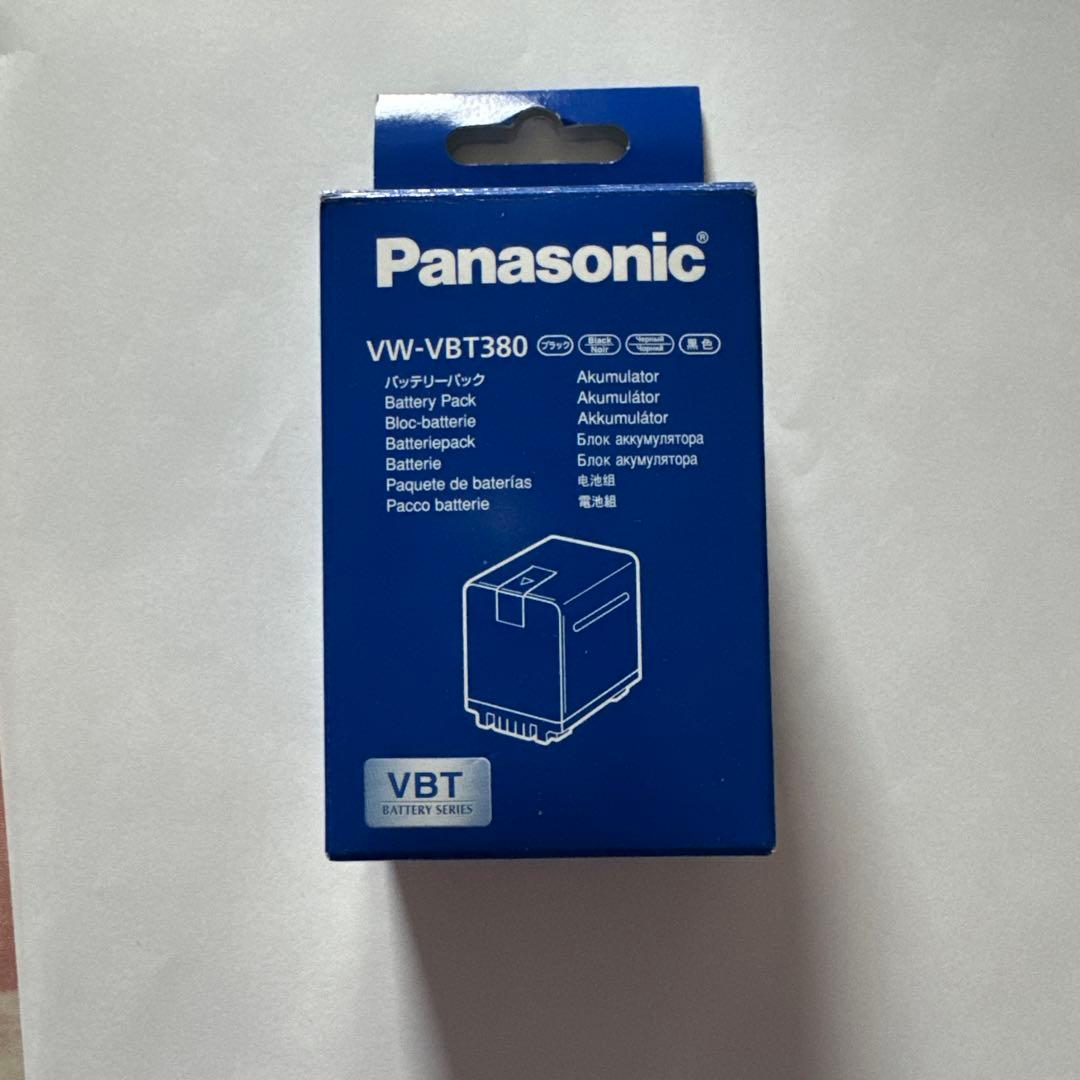 Panasonic®
VW-VBT380 ブラック Black Noir Черный Чорний 黒色
バッテリーパック
Battery Pack
Bloc-batterie
Batteriepack
Batterie
Paquete de baterías
Pacco batterie
Akumulator
Akumulátor
Akkumulátor
Блок аккумулятора
Блок акумулятора
电池组
電池組
VBT
BATTERY SERIES